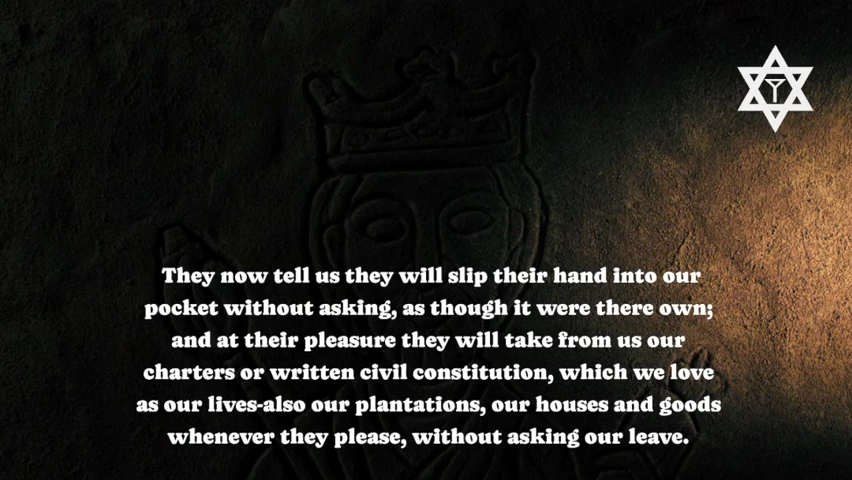 They now tell us they will slip their hand into our
pocket without asking, as though it were there own;
and at their pleasure they will take from us our
charters or written civil constitution, which we love
as our lives-also our plantations, our houses and goods
whenever they please, without asking our leave.